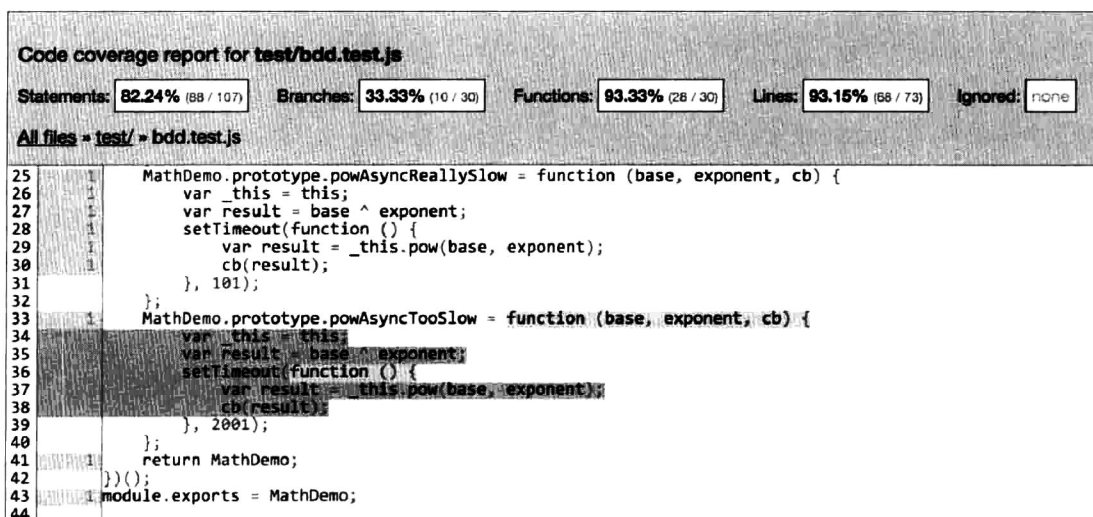 Code coverage report for test/bdd.test.js
Statements: 82.24% (88 / 107) Branches: 33.33% (10 / 30) Functions: 93.33% (28 / 30) Lines: 93.15% (68 / 73) Ignored: none
All files » test/ » bdd.test.js
25 1 MathDemo.prototype.powAsyncReallySlow = function (base, exponent, cb) {
26 1 var _this = this;
27 1 var result = base ^ exponent;
28 1 setTimeout(function () {
29 1 var result = _this.pow(base, exponent);
30 1 cb(result);
31 }, 101);
32 };
33 1 MathDemo.prototype.powAsyncTooSlow = function (base, exponent, cb) {
34 var _this = this;
35 var result = base ^ exponent;
36 setTimeout(function () {
37 var result = _this.pow(base, exponent);
38 cb(result);
39 }, 2001);
40 };
41 1 return MathDemo;
42 })();
43 1 module.exports = MathDemo;
44